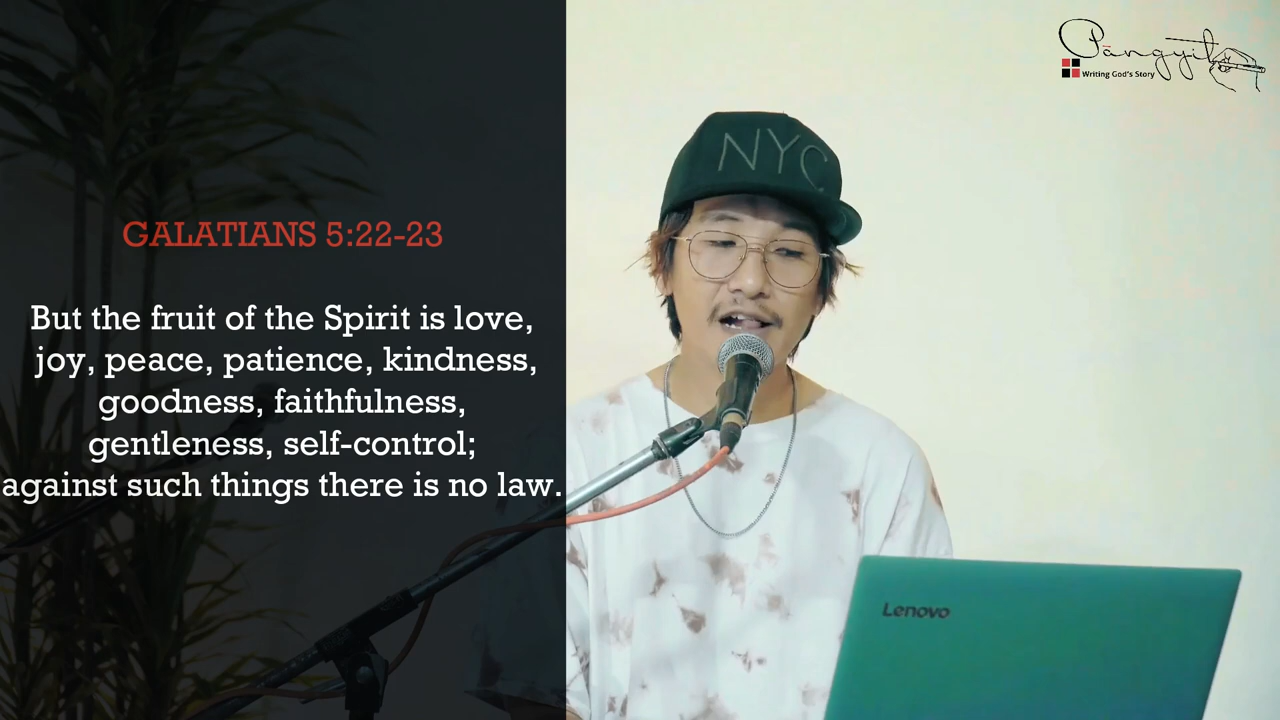 GALATIANS 5:22-23
But the fruit of the Spirit is love,
joy, peace, patience, kindness,
goodness, faithfulness,
gentleness, self-control;
against such things there is no law.
Pangyit
Writing God's Story
NYC
Lenovo